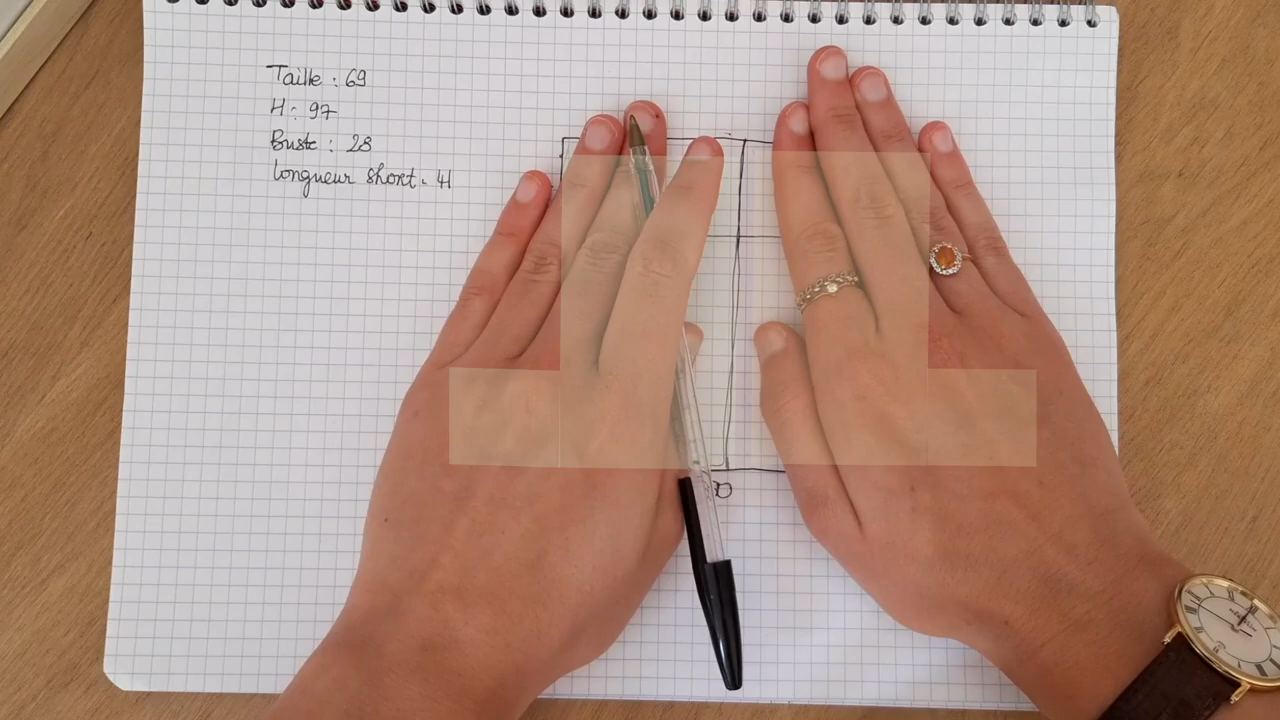 Taille : 69
H : 97
Buste : 28
longueur short . 41